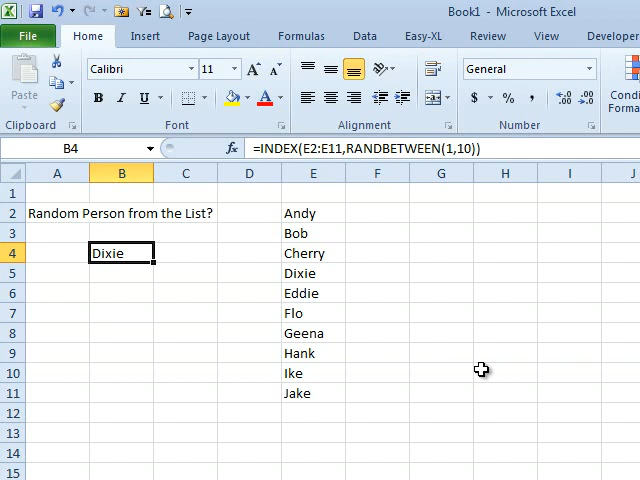 Book1 - Microsoft Excel
File Home Insert Page Layout Formulas Data Easy-XL Review View Developer
Paste Calibri 11 A A General
B I U A $ % , .00
Clipboard Font Alignment Number
B4 fx =INDEX(E2:E11,RANDBETWEEN(1,10))
A B C D E F G H I J
1
2 Random Person from the List? Andy
3 Bob
4 Dixie Cherry
5 Dixie
6 Eddie
7 Flo
8 Geena
9 Hank
10 Ike
11 Jake
12
13
14
15